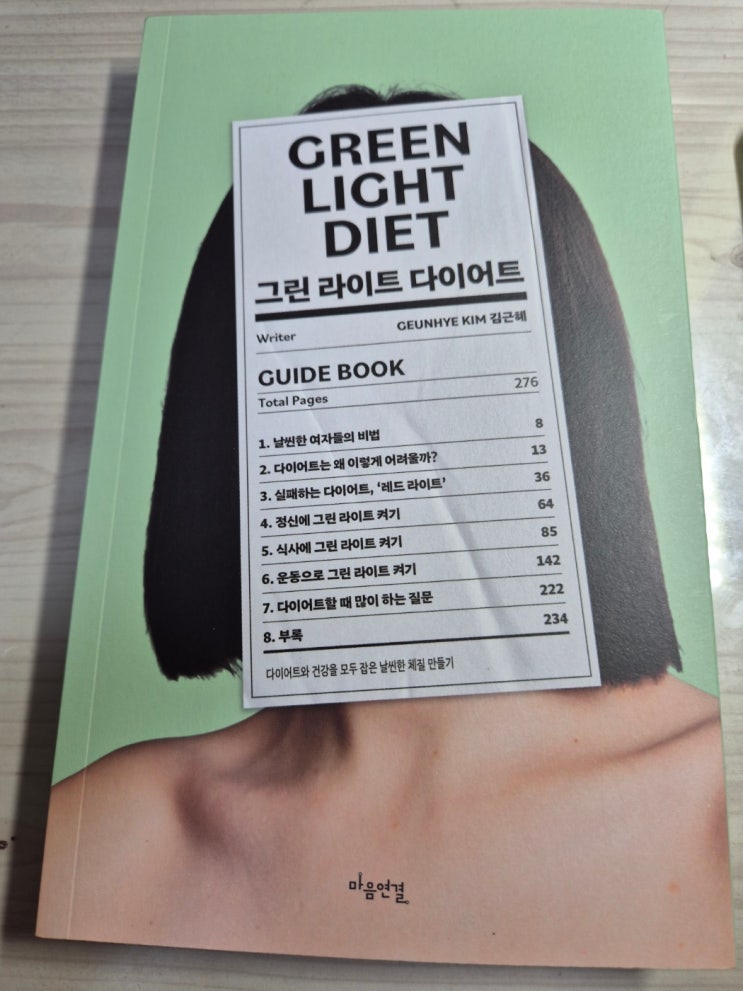 GREEN
LIGHT
DIET
그린 라이트 다이어트
Writer GEUNHYE KIM 김근혜
GUIDE BOOK
Total Pages 276
1. 날씬한 여자들의 비법 8
2. 다이어트는 왜 이렇게 어려울까? 13
3. 실패하는 다이어트, ‘레드 라이트’ 36
4. 정신에 그린 라이트 켜기 64
5. 식사에 그린 라이트 켜기 85
6. 운동으로 그린 라이트 켜기 142
7. 다이어트할 때 많이 하는 질문 222
8. 부록 234
다이어트와 건강을 모두 잡은 날씬한 체질 만들기
마음연결